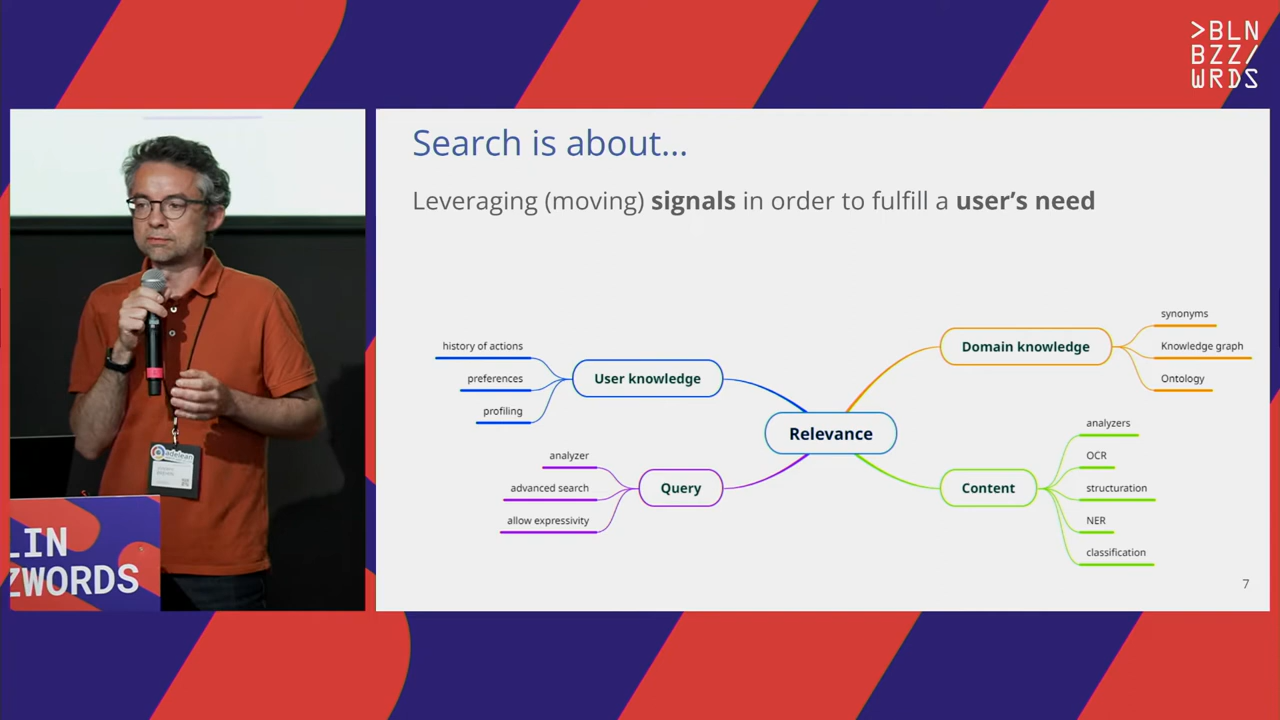 >BLN
BZZ/
WRDS
Search is about...
Leveraging (moving) signals in order to fulfill a user's need
history of actions
preferences
profiling
User knowledge
analyzer
advanced search
allow expressivity
Query
Relevance
Domain knowledge
synonyms
Knowledge graph
Ontology
Content
analyzers
OCR
structuration
NER
classification
7
adelean
LIN
ZWORDS